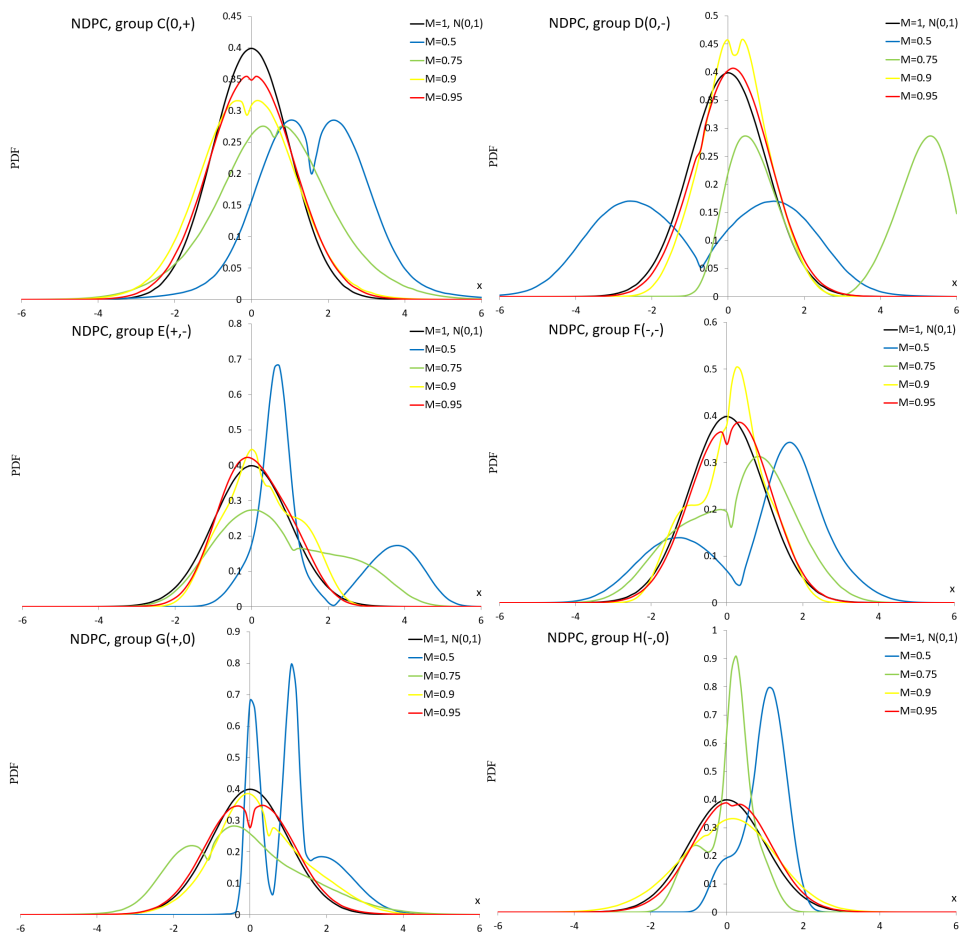 NDPC, group C(0,+)
0.45
0.4
0.35
0.3
0.25
0.2
0.15
0.1
0.05
0
PDF
x
-6 -4 -2 0 2 4 6
M=1, N(0,1)
M=0.5
M=0.75
M=0.9
M=0.95
NDPC, group D(0,-)
0.5
0.45
0.4
0.35
0.3
0.25
0.2
0.15
0.1
0.05
0
PDF
x
-6 -4 -2 0 2 4 6
M=1, N(0,1)
M=0.5
M=0.75
M=0.9
M=0.95
NDPC, group E(+,-)
0.8
0.7
0.6
0.5
0.4
0.3
0.2
0.1
0
PDF
x
-6 -4 -2 0 2 4 6
M=1, N(0,1)
M=0.5
M=0.75
M=0.9
M=0.95
NDPC, group F(-,-)
0.6
0.5
0.4
0.3
0.2
0.1
0
PDF
x
-6 -4 -2 0 2 4 6
M=1, N(0,1)
M=0.5
M=0.75
M=0.9
M=0.95
NDPC, group G(+,0)
0.9
0.8
0.7
0.6
0.5
0.4
0.3
0.2
0.1
0
PDF
x
-6 -4 -2 0 2 4 6
M=1, N(0,1)
M=0.5
M=0.75
M=0.9
M=0.95
NDPC, group H(-,0)
1
0.9
0.8
0.7
0.6
0.5
0.4
0.3
0.2
0.1
0
PDF
x
-6 -4 -2 0 2 4 6
M=1, N(0,1)
M=0.5
M=0.75
M=0.9
M=0.95